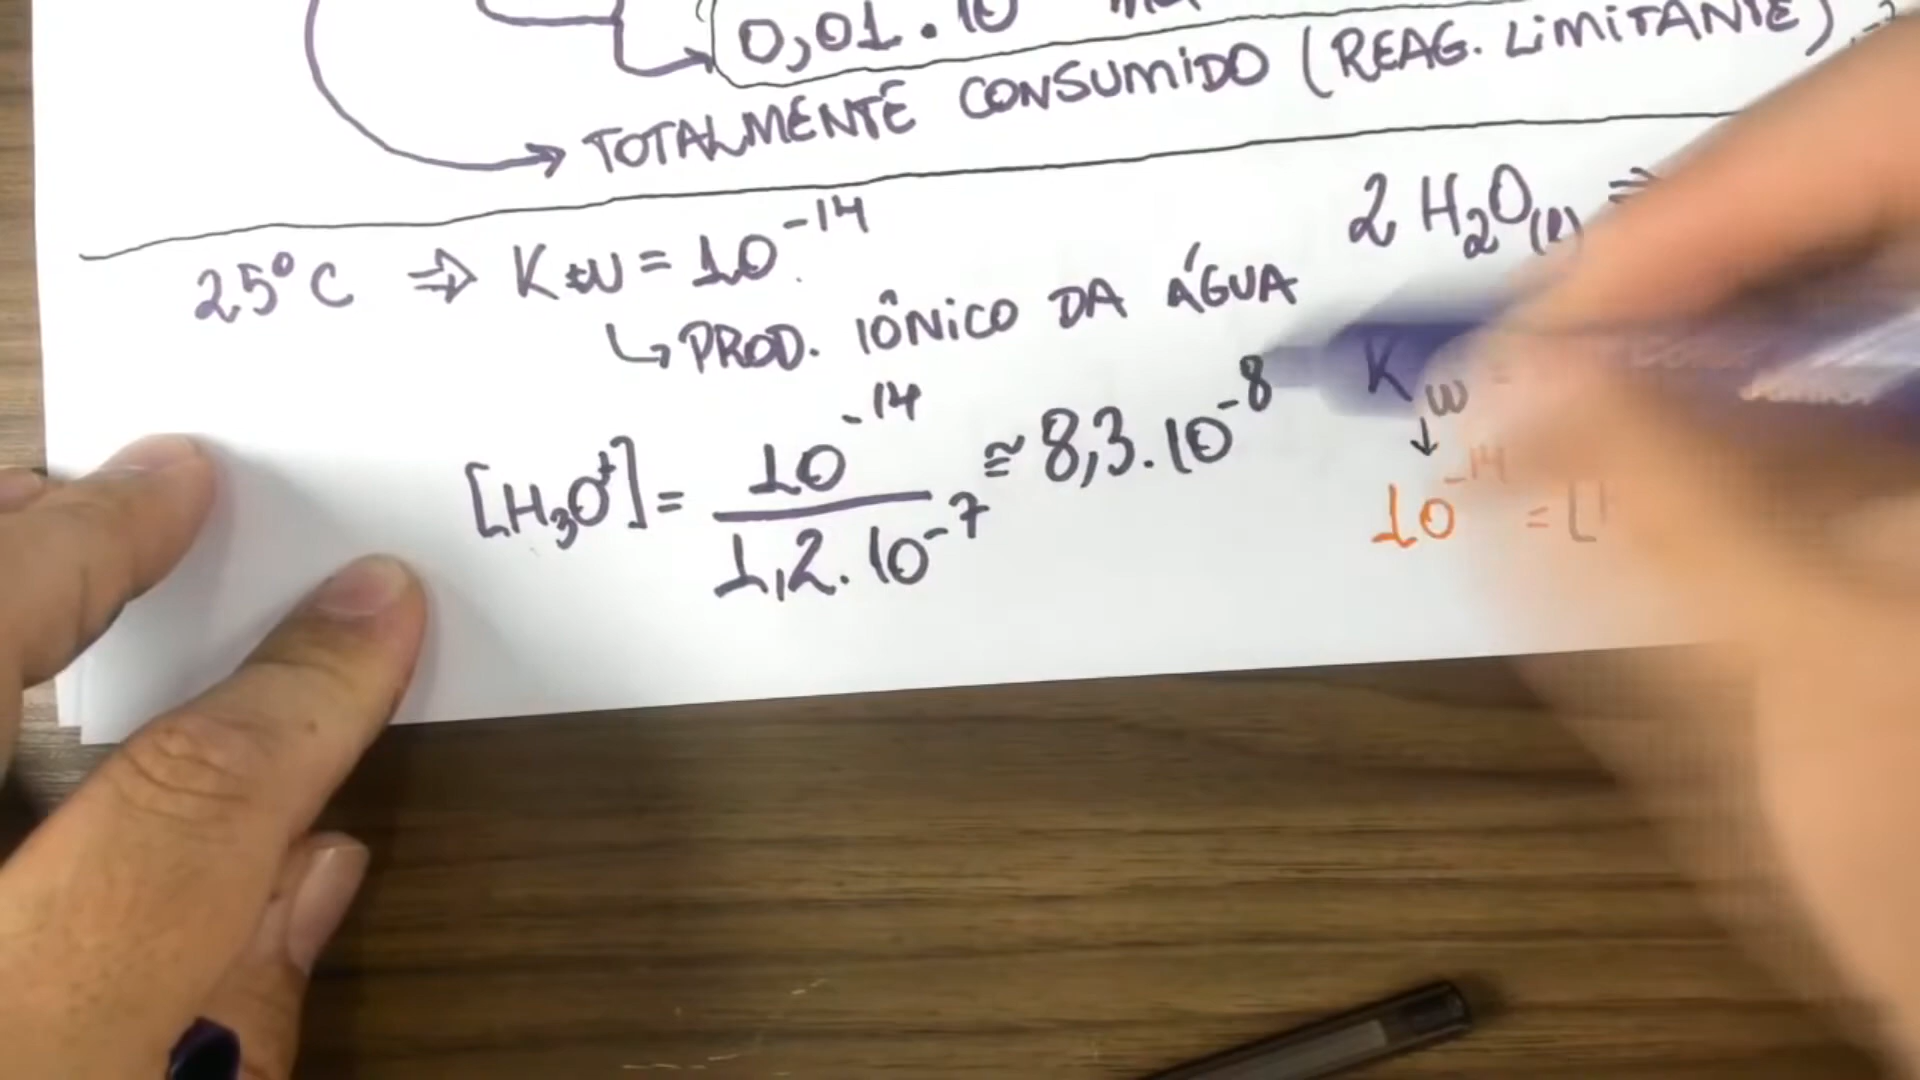 0,01 . 10
TOTALMENTE CONSUMIDO (REAG. LIMITANTE)
25°C ⇒ Kw = 10⁻¹⁴
↳ PROD. IÔNICO DA ÁGUA
2 H₂O(l) ⇌
[H₃O⁺] = 10⁻¹⁴ / 1,2 . 10⁻⁷ ≅ 8,3 . 10⁻⁸
Kw =
↓
10⁻¹⁴ = [